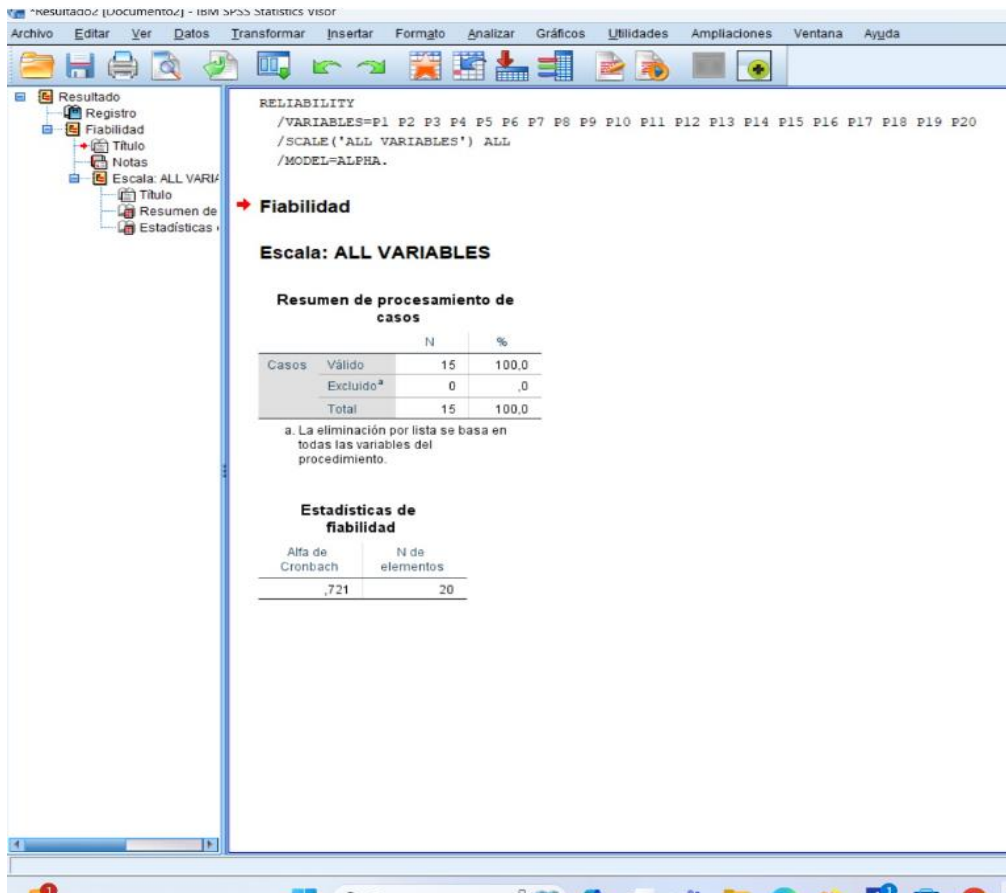 *Resultado2 [Documento2] - IBM SPSS Statistics Visor
Archivo Editar Ver Datos Transformar Insertar Formato Analizar Gráficos Utilidades Ampliaciones Ventana Ayuda
Resultado
Registro
Fiabilidad
Título
Notas
Escala: ALL VARIA
Título
Resumen de
Estadísticas
RELIABILITY
/VARIABLES=P1 P2 P3 P4 P5 P6 P7 P8 P9 P10 P11 P12 P13 P14 P15 P16 P17 P18 P19 P20
/SCALE('ALL VARIABLES') ALL
/MODEL=ALPHA.
Fiabilidad
Escala: ALL VARIABLES
Resumen de procesamiento de
casos
N %
Casos Válido 15 100,0
Excluido a 0 ,0
Total 15 100,0
a. La eliminación por lista se basa en
todas las variables del
procedimiento.
Estadísticas de
fiabilidad
Alfa de N de
Cronbach elementos
,721 20